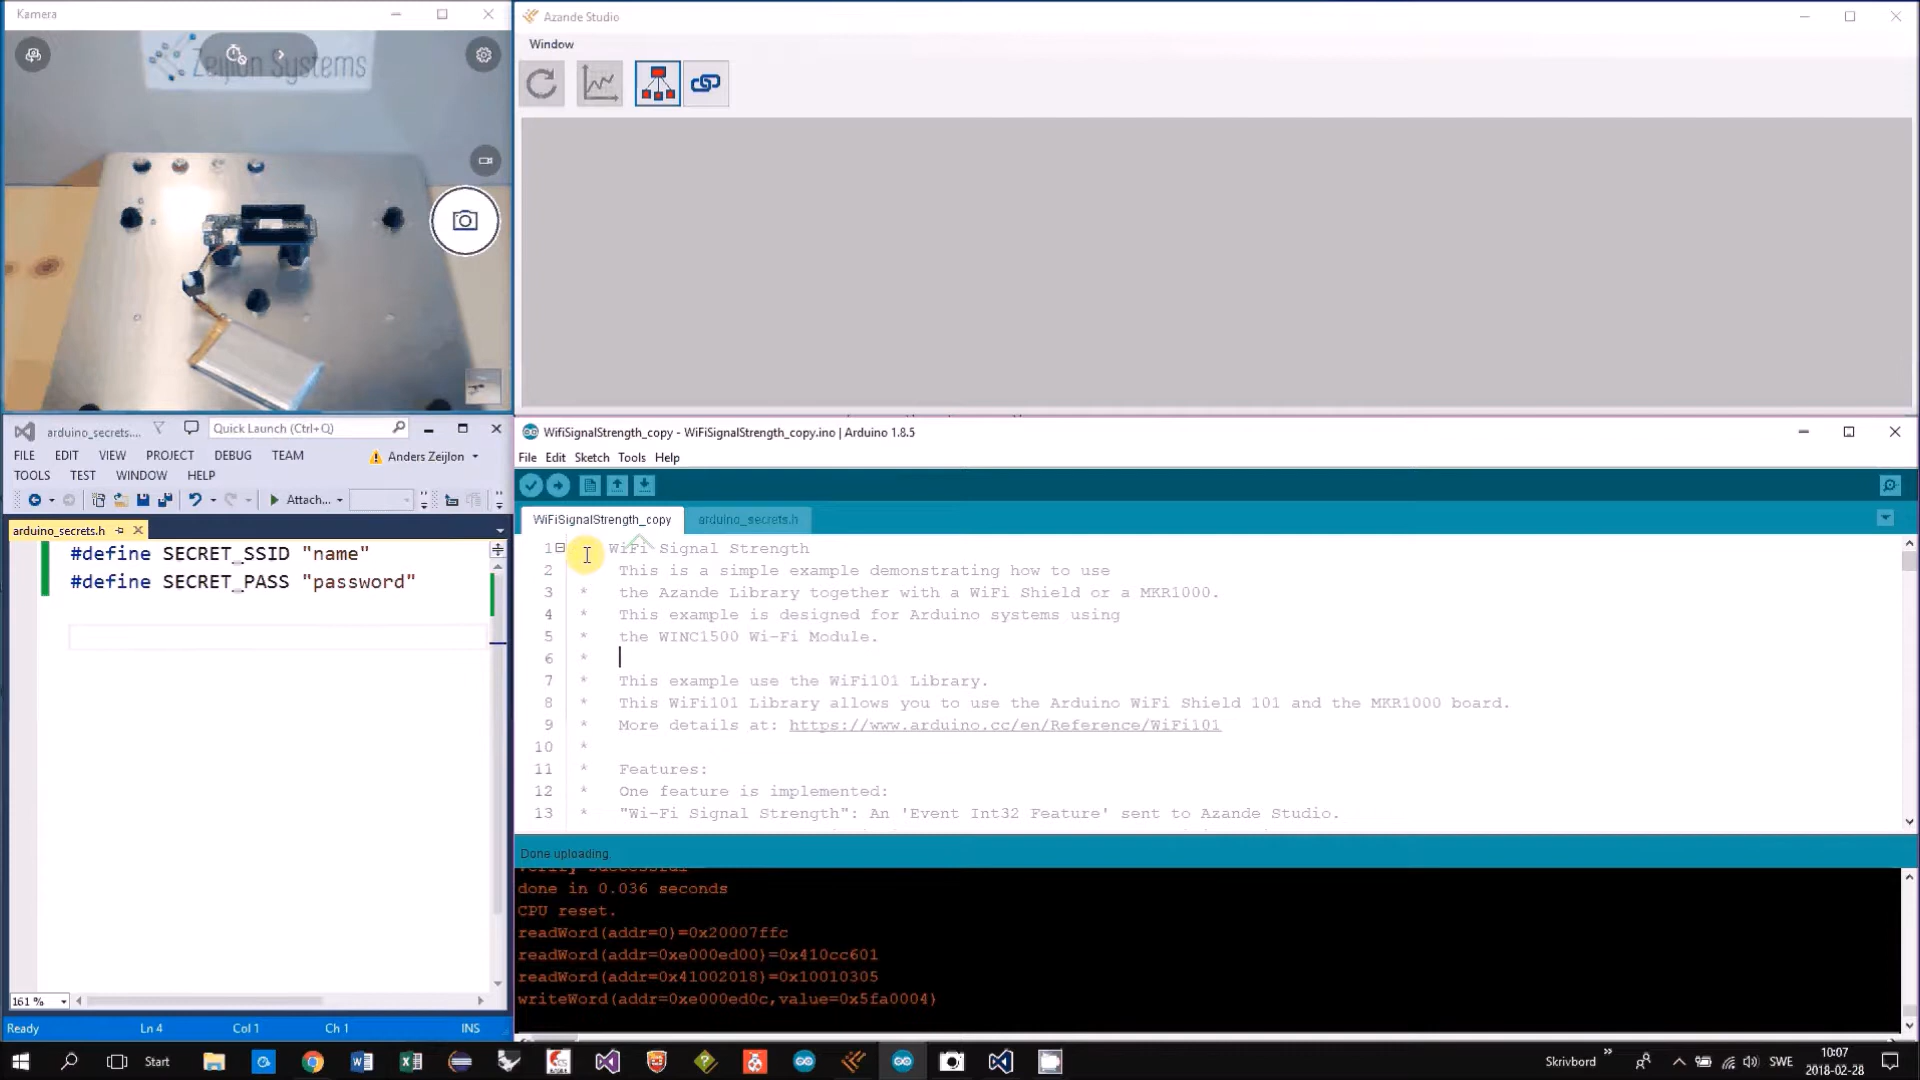 Kamera
Zeijlon Systems
Azande Studio
Window
arduino_secrets....
Quick Launch (Ctrl+Q)
FILE EDIT VIEW PROJECT DEBUG TEAM
Anders Zeijlon
TOOLS TEST WINDOW HELP
Attach...
arduino_secrets.h
#define SECRET_SSID "name"
#define SECRET_PASS "password"
161 %
Ready Ln 4 Col 1 Ch 1 INS
WifiSignalStrength_copy - WiFiSignalStrength_copy.ino | Arduino 1.8.5
File Edit Sketch Tools Help
WiFiSignalStrength_copy arduino_secrets.h
1 WiFi Signal Strength
2 This is a simple example demonstrating how to use
3 * the Azande Library together with a WiFi Shield or a MKR1000.
4 * This example is designed for Arduino systems using
5 * the WINC1500 Wi-Fi Module.
6 *
7 * This example use the WiFi101 Library.
8 * This WiFi101 Library allows you to use the Arduino WiFi Shield 101 and the MKR1000 board.
9 * More details at: https://www.arduino.cc/en/Reference/WiFi101
10 *
11 * Features:
12 * One feature is implemented:
13 * "Wi-Fi Signal Strength": An 'Event Int32 Feature' sent to Azande Studio.
Done uploading.
done in 0.036 seconds
CPU reset.
readWord(addr=0)=0x20007ffc
readWord(addr=0xe000ed00)=0x410cc601
readWord(addr=0x41002018)=0x10010305
writeWord(addr=0xe000ed0c,value=0x5fa0004)
Start
Skrivbord
SWE
10:07
2018-02-28